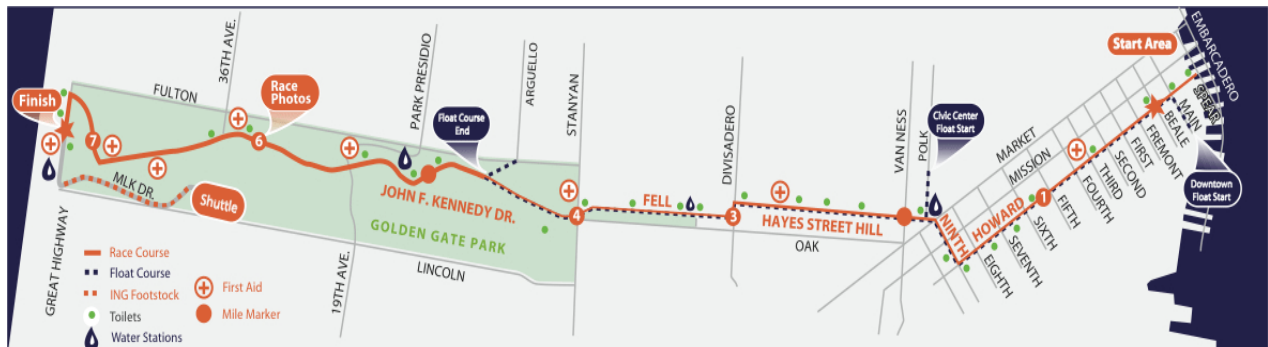 Start Area
EMBARCADERO
SPEAR
MAIN
BEALE
FREMONT
FIRST
SECOND
THIRD
FOURTH
FIFTH
SIXTH
SEVENTH
EIGHTH
Downtown
Float Start
MARKET
MISSION
HOWARD
1
NINTH
Civic Center
Float Start
POLK
VAN NESS
HAYES STREET HILL
OAK
DIVISADERO
3
FELL
STANYAN
4
ARGUELLO
Float Course
End
PARK PRESIDIO
JOHN F. KENNEDY DR.
GOLDEN GATE PARK
LINCOLN
19TH AVE.
Race
Photos
6
36TH AVE.
FULTON
7
Finish
MLK DR.
Shuttle
GREAT HIGHWAY
Race Course
Float Course
ING Footstock
Toilets
Water Stations
First Aid
Mile Marker